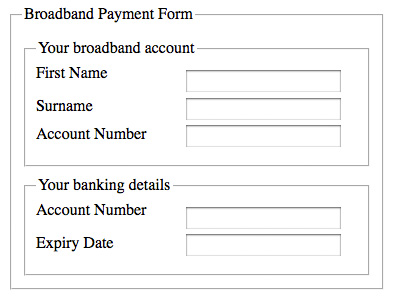 Broadband Payment Form
Your broadband account
First Name
Surname
Account Number
Your banking details
Account Number
Expiry Date